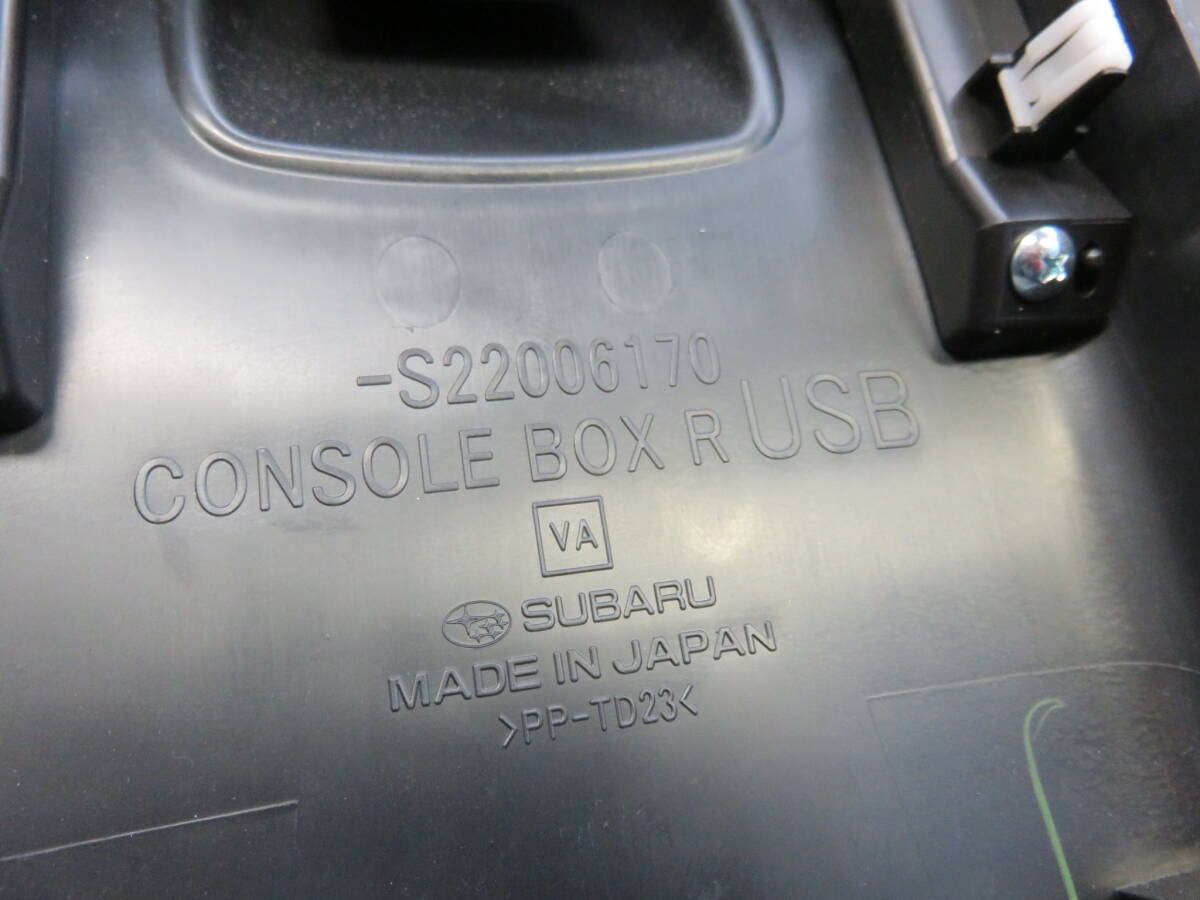 -S22006170
CONSOLE BOX R USB
VA
SUBARU
MADE IN JAPAN
>PP-TD23<